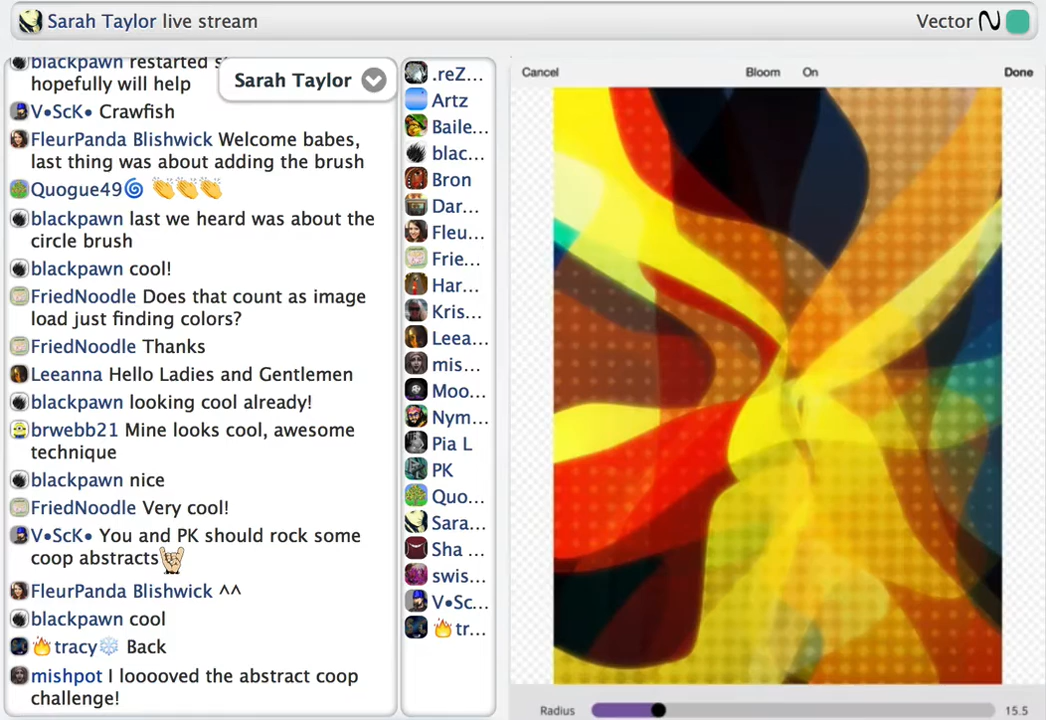 Sarah Taylor live stream
Vector
blackpawn restarted
hopefully will help
Sarah Taylor
V•ScK• Crawfish
FleurPanda Blishwick Welcome babes,
last thing was about adding the brush
Quogue49🌀 👏👏👏
blackpawn last we heard was about the
circle brush
blackpawn cool!
FriedNoodle Does that count as image
load just finding colors?
FriedNoodle Thanks
Leeanna Hello Ladies and Gentlemen
blackpawn looking cool already!
brwebb21 Mine looks cool, awesome
technique
blackpawn nice
FriedNoodle Very cool!
V•ScK• You and PK should rock some
coop abstracts🤘
FleurPanda Blishwick ^^
blackpawn cool
🔥tracy❄️ Back
mishpot I looooved the abstract coop
challenge!
.reZ...
Artz
Baile...
blac...
Bron
Dar...
Fleu...
Frie...
Har...
Kris...
Leea...
mis...
Moo...
Nym...
Pia L
PK
Quo...
Sara...
Sha ...
swis...
V•Sc...
🔥tr...
Cancel Bloom On Done
Radius 15.5